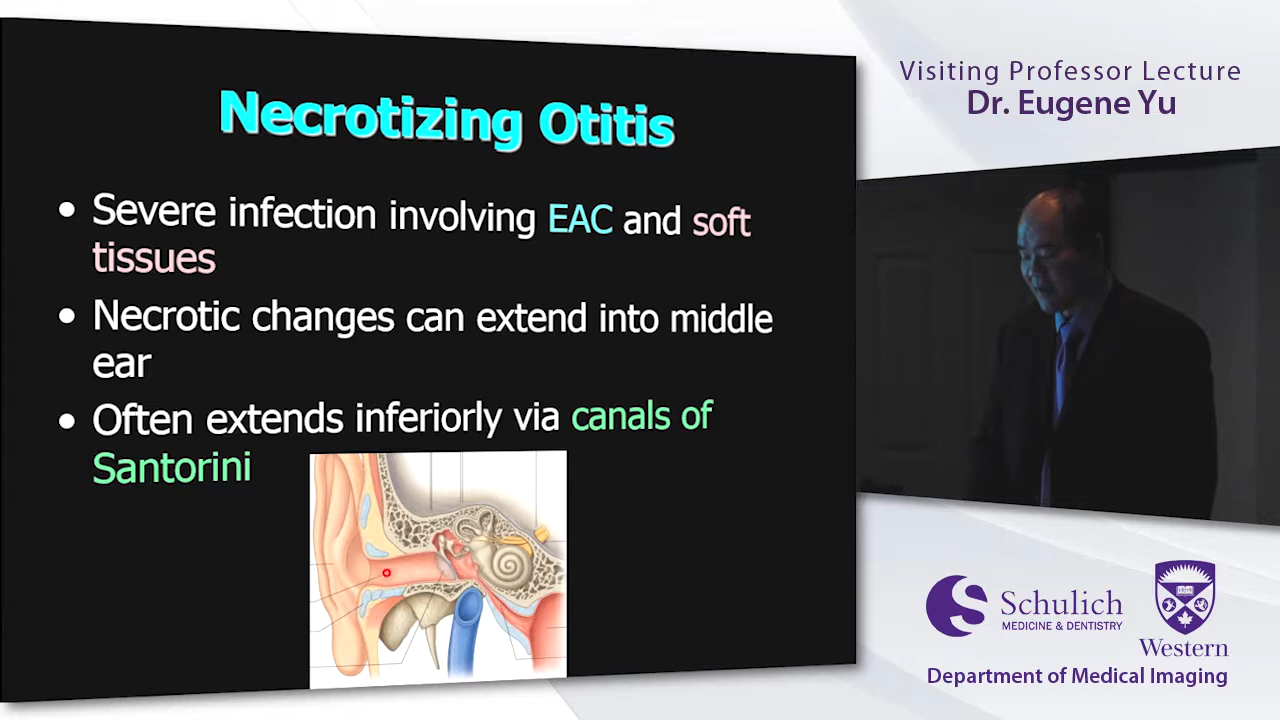 Necrotizing Otitis
• Severe infection involving EAC and soft
tissues
• Necrotic changes can extend into middle
ear
• Often extends inferiorly via canals of
Santorini
Visiting Professor Lecture
Dr. Eugene Yu
Schulich
MEDICINE & DENTISTRY
Western
Department of Medical Imaging